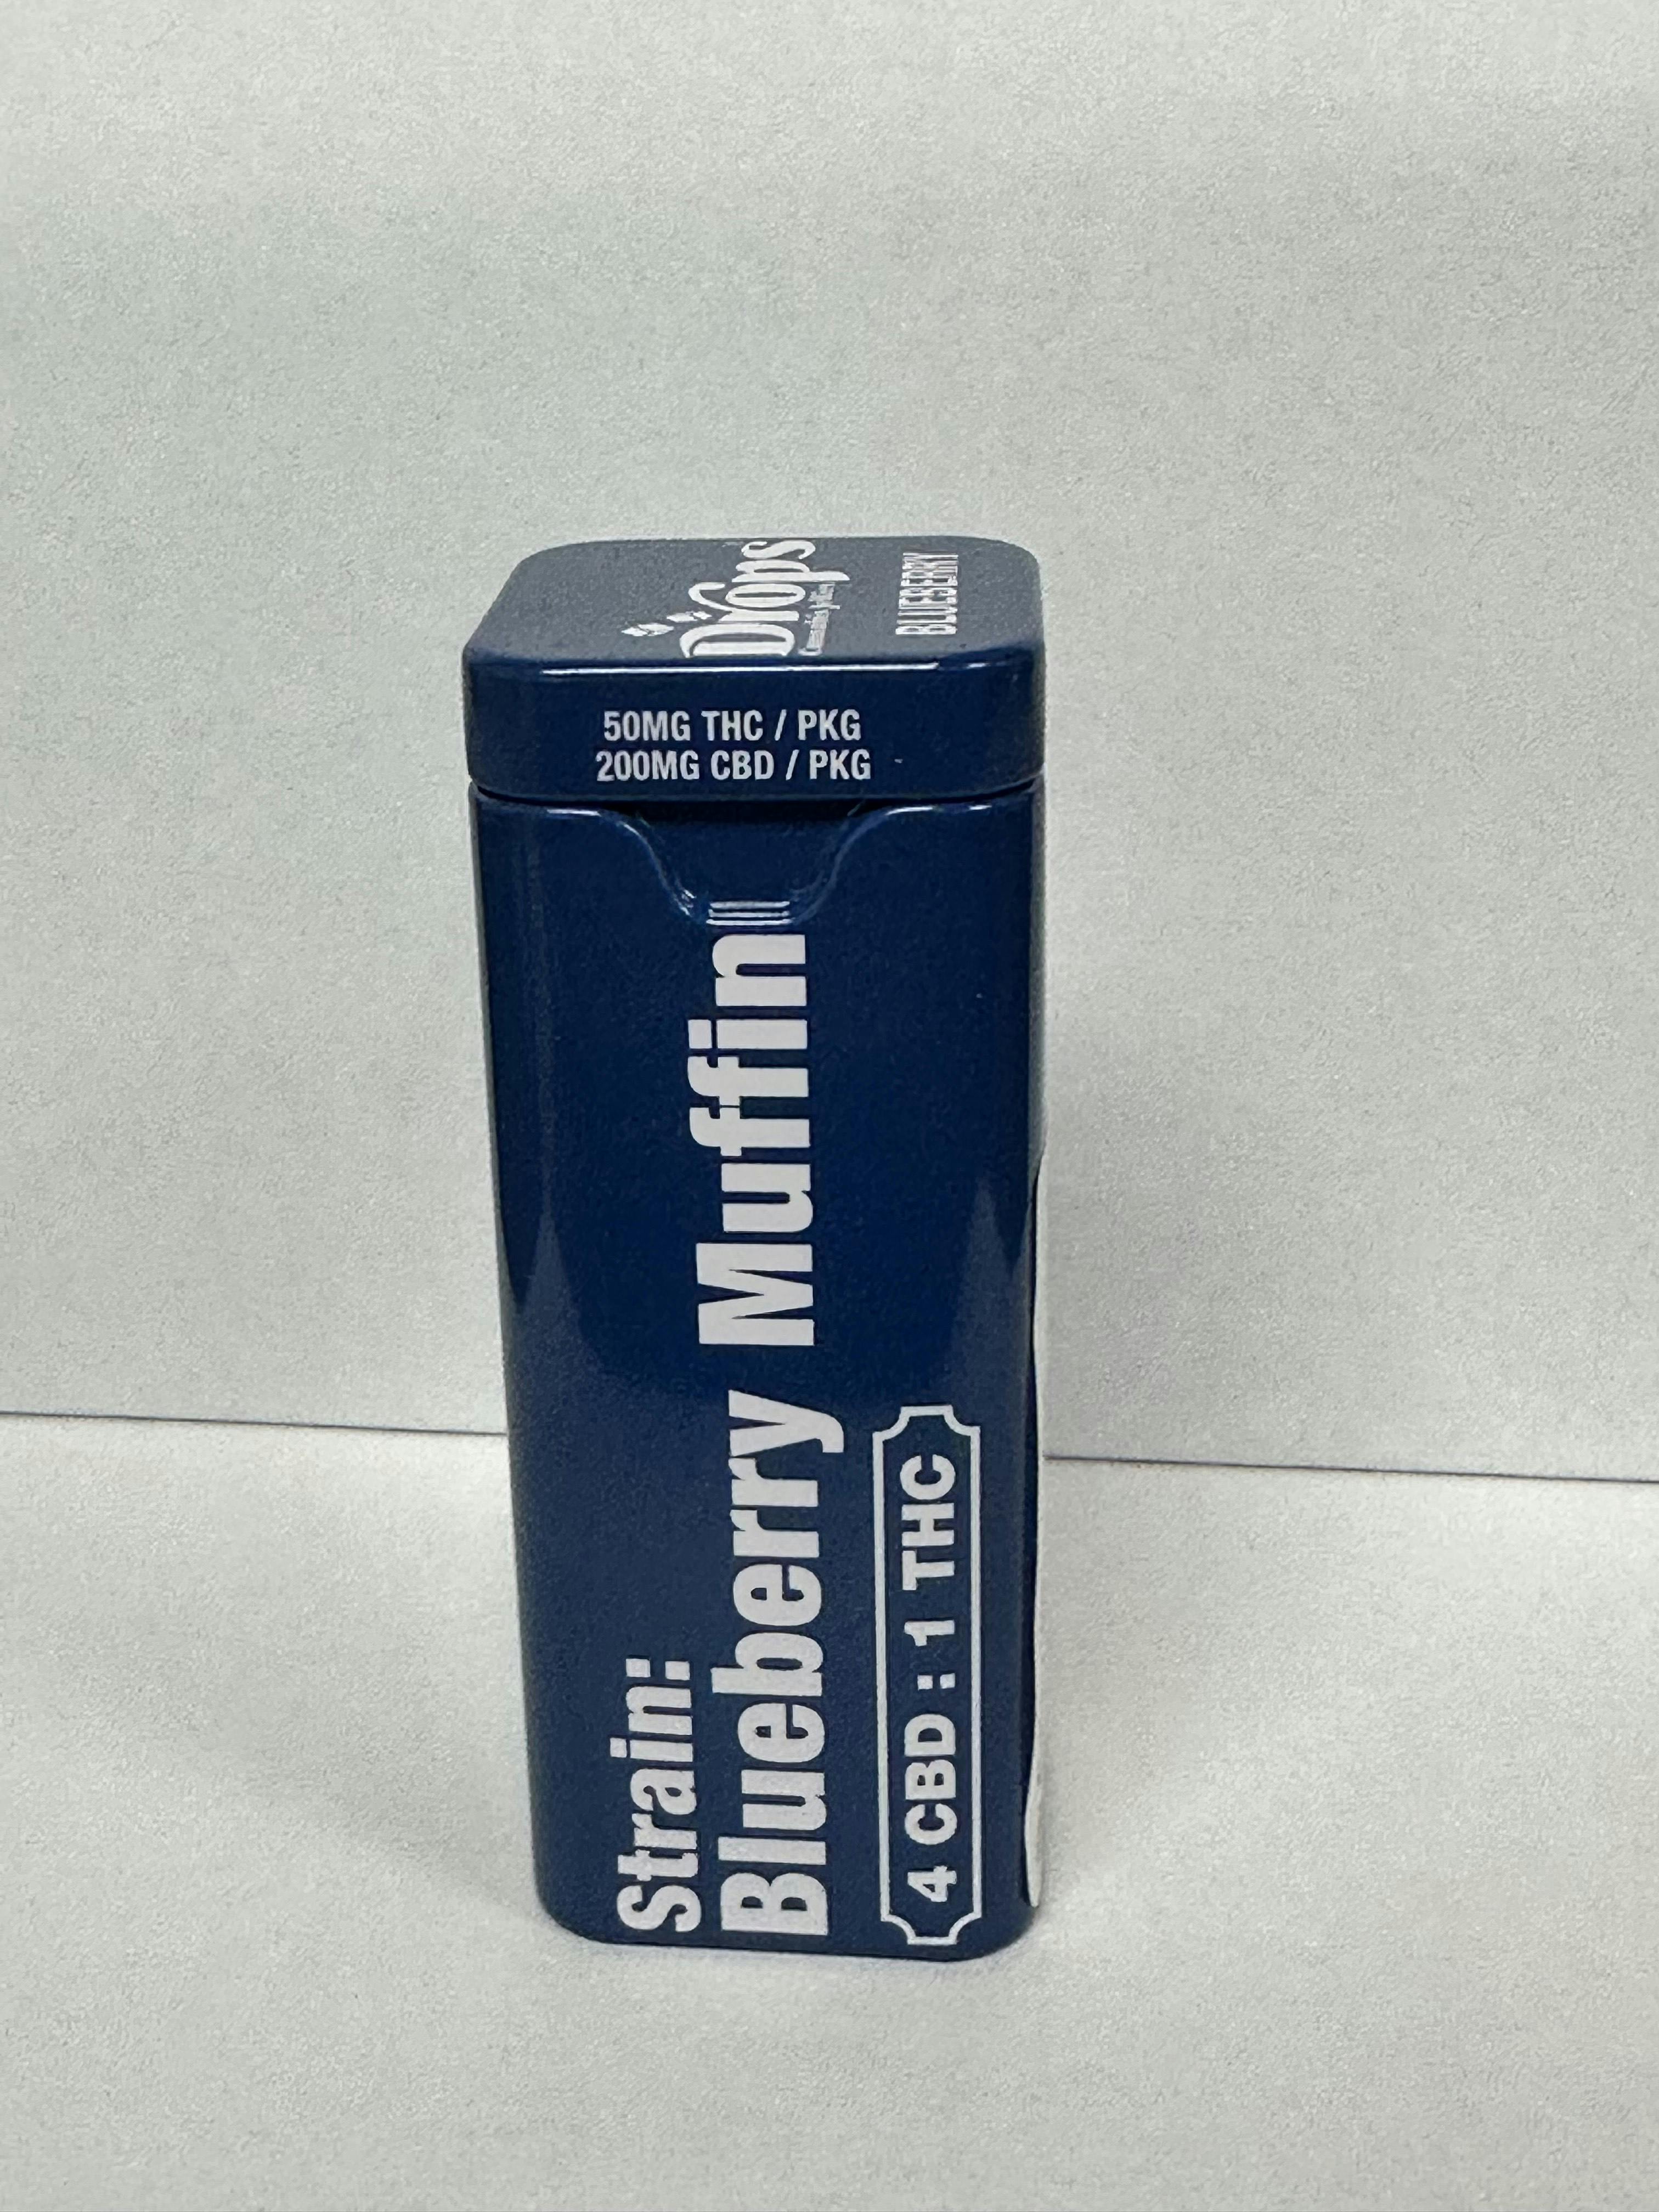 Drops
BLUEBERRY
50MG THC / PKG
200MG CBD / PKG
Strain:
Blueberry Muffin
4 CBD : 1 THC